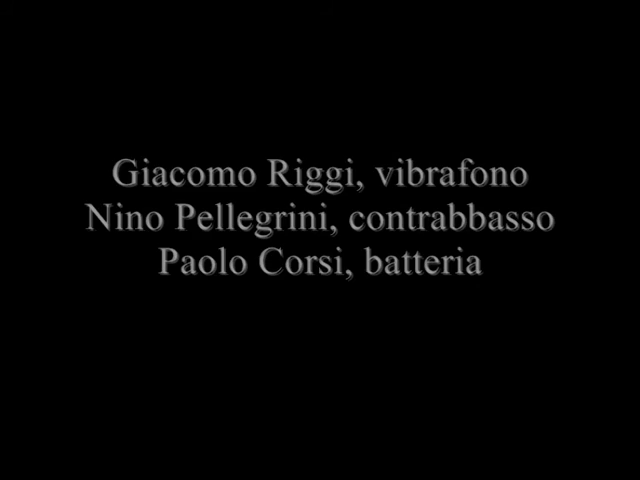 Giacomo Riggi, vibrafono
Nino Pellegrini, contrabbasso
Paolo Corsi, batteria